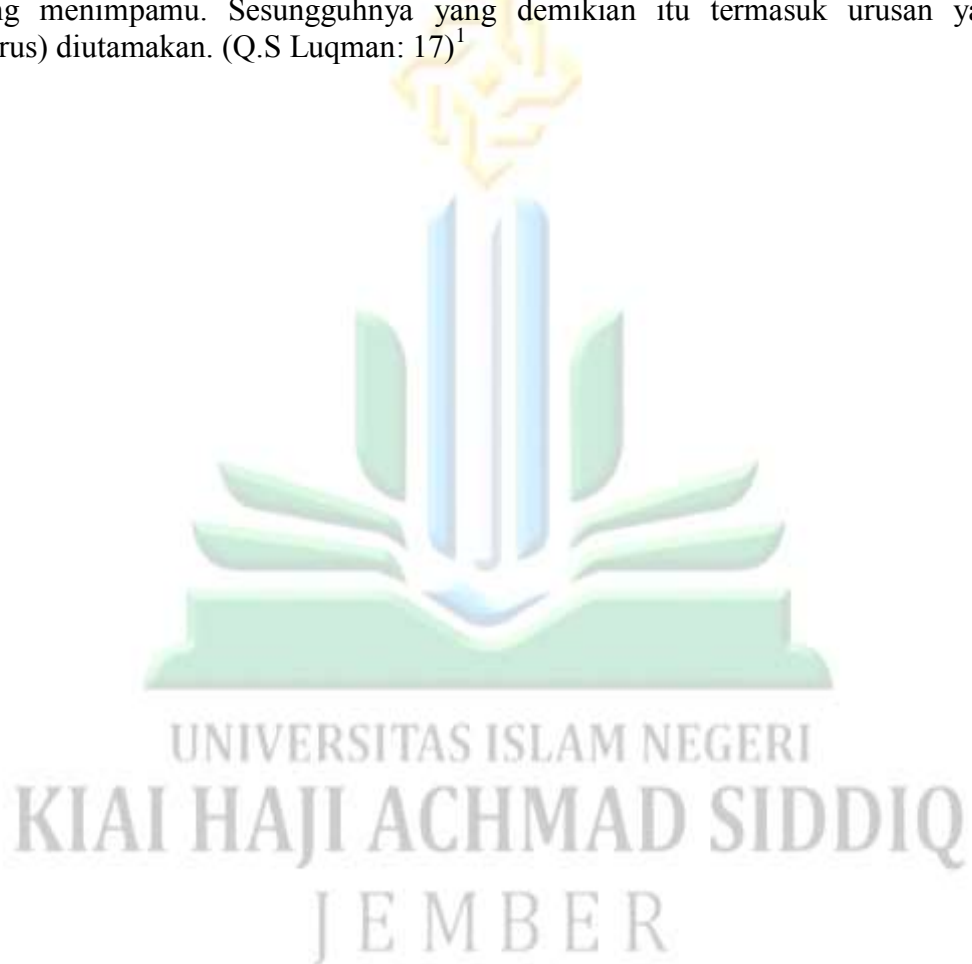 ng menimpamu. Sesungguhnya yang demikian itu termasuk urusan ya
rus) diutamakan. (Q.S Luqman: 17)1
UNIVERSITAS ISLAM NEGERI
KIAI HAJI ACHMAD SIDDIQ
JEMBER